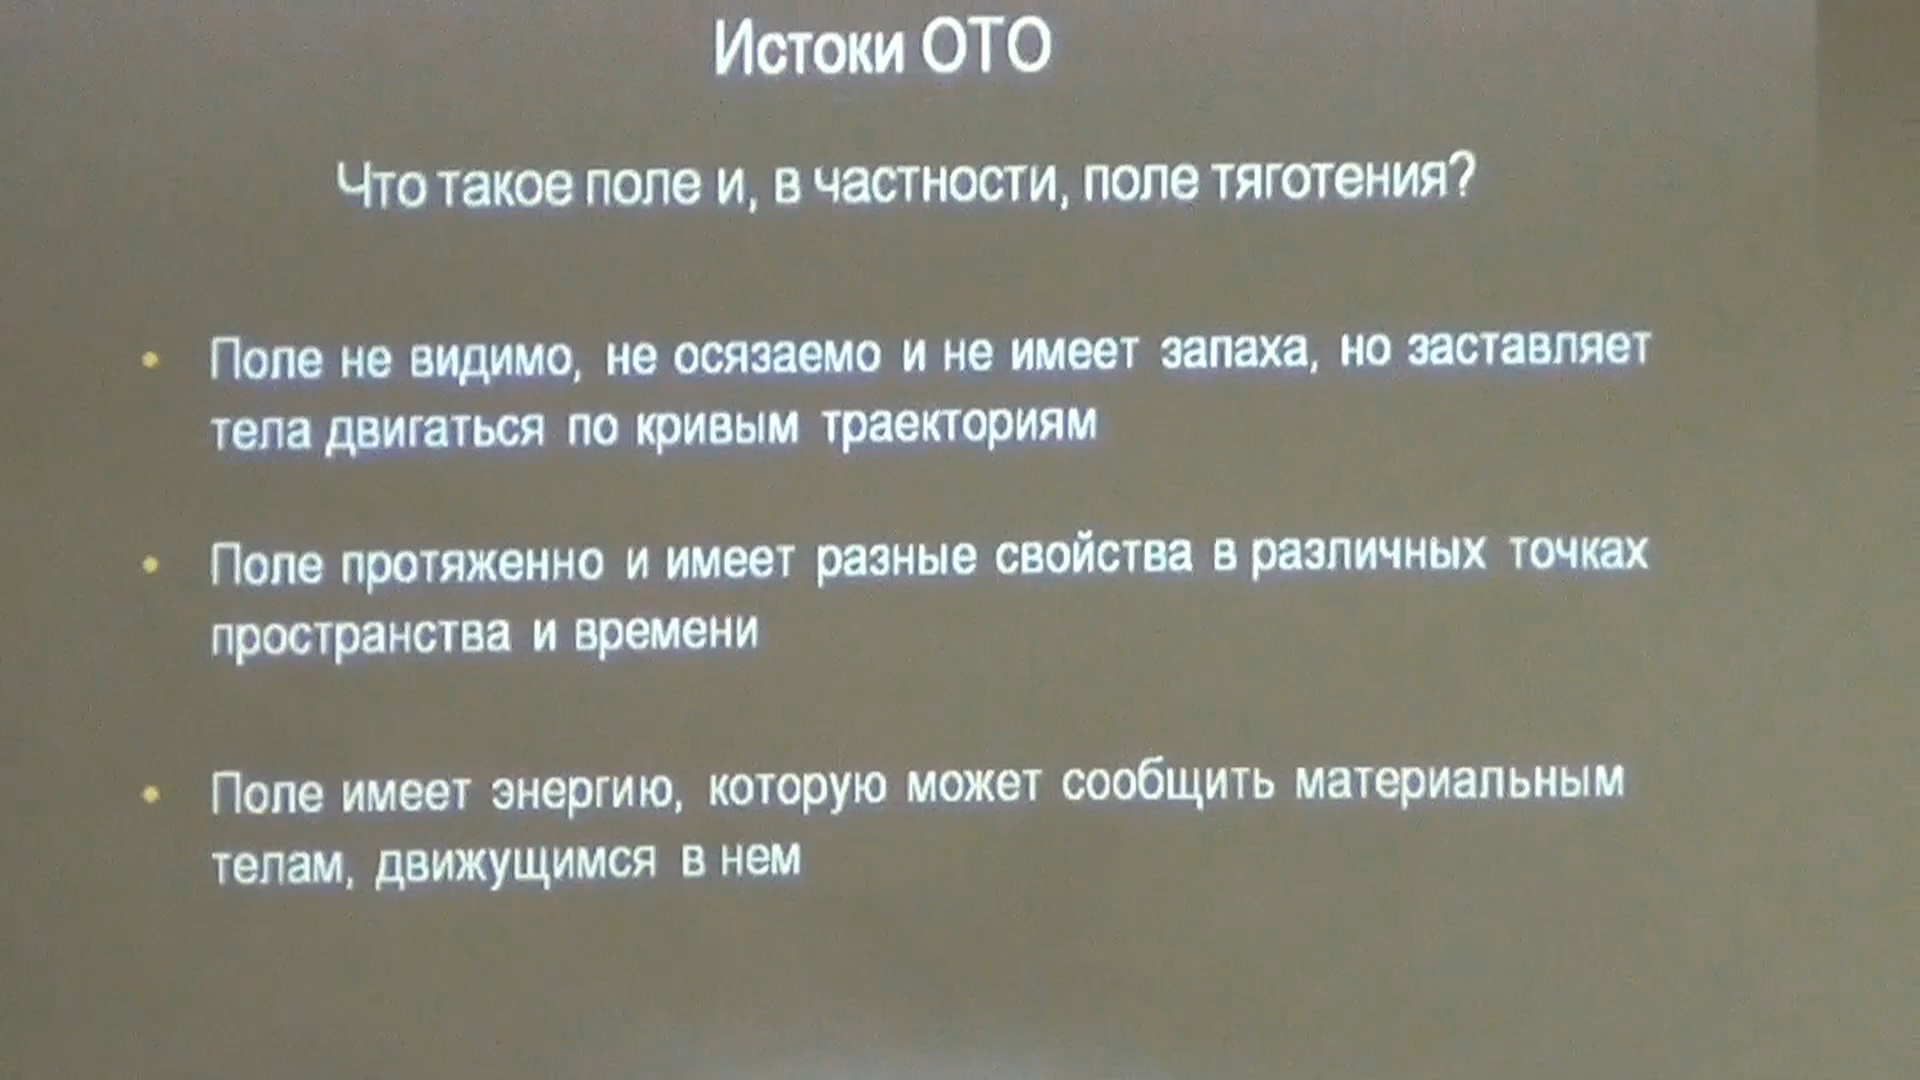 Истоки ОТО
Что такое поле и, в частности, поле тяготения?
• Поле не видимо, не осязаемо и не имеет запаха, но заставляет
тела двигаться по кривым траекториям
• Поле протяженно и имеет разные свойства в различных точках
пространства и времени
• Поле имеет энергию, которую может сообщить материальным
телам, движущимся в нем